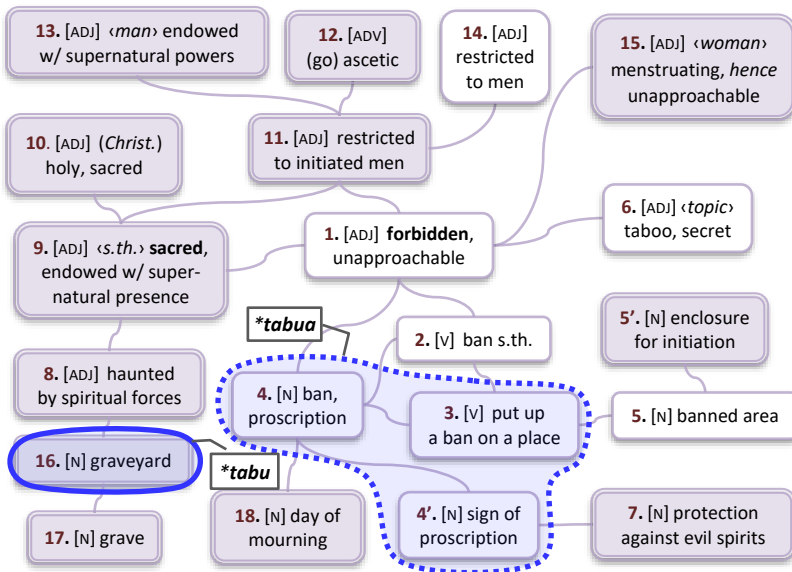 13. [ADJ] ‹man› endowed
w/ supernatural powers
12. [ADV]
(go) ascetic
14. [ADJ]
restricted
to men
15. [ADJ] ‹woman›
menstruating, hence
unapproachable
10. [ADJ] (Christ.)
holy, sacred
11. [ADJ] restricted
to initiated men
9. [ADJ] ‹s.th.› sacred,
endowed w/ super-
natural presence
1. [ADJ] forbidden,
unapproachable
6. [ADJ] ‹topic›
taboo, secret
*tabua
2. [V] ban s.th.
5’. [N] enclosure
for initiation
8. [ADJ] haunted
by spiritual forces
4. [N] ban,
proscription
3. [V] put up
a ban on a place
5. [N] banned area
16. [N] graveyard
*tabu
17. [N] grave
18. [N] day of
mourning
4’. [N] sign of
proscription
7. [N] protection
against evil spirits